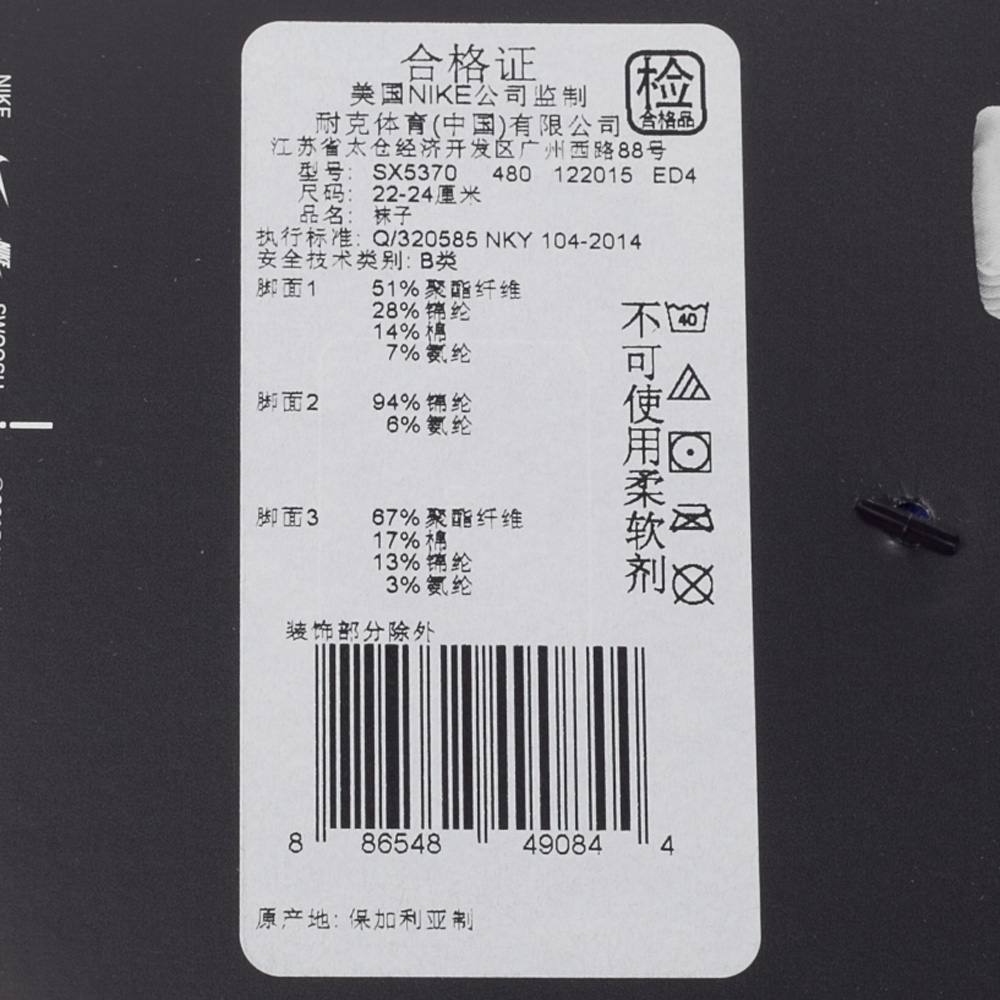 合格证
检
合格品
美国NIKE公司监制
耐克体育(中国)有限公司
江苏省太仓经济开发区广州西路88号
型号: SX5370 480 122015 ED4
尺码: 22-24厘米
品名: 袜子
执行标准: Q/320585 NKY 104-2014
安全技术类别: B类
脚面1 51% 聚酯纤维
28% 锦纶
14% 棉
7% 氨纶
脚面2 94% 锦纶
6% 氨纶
脚面3 67% 聚酯纤维
17% 棉
13% 锦纶
3% 氨纶
不可使用柔软剂
40
装饰部分除外
8 86548 49084 4
原产地: 保加利亚制
NIKE